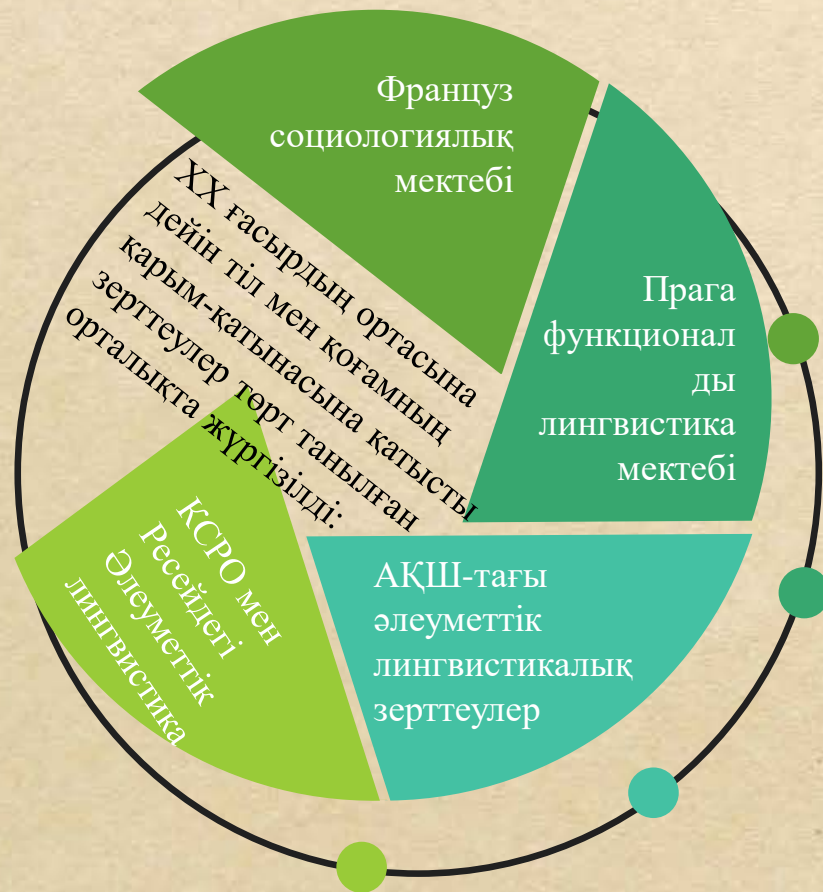 ХХ ғасырдың ортасына
дейін тіл мен қоғамның
қарым-қатынасына қатысты
зерттеулер төрт танылған
орталықта жүргізілді:
Француз
социологиялық
мектебі
Прага
функционал
ды
лингвистика
мектебі
АҚШ-тағы
әлеуметтік
лингвистикалық
зерттеулер
КСРО мен
Ресейдегі
Әлеуметтік
лингвистика